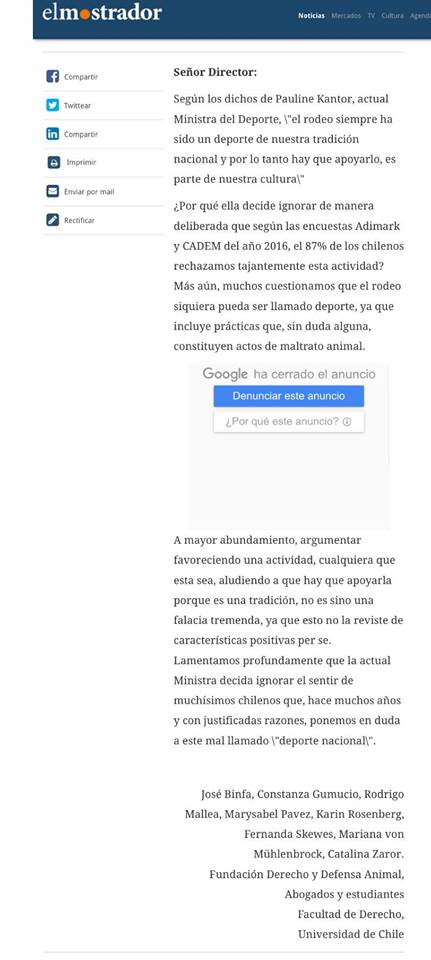 elmostrador
Noticias Mercados TV Cultura Agenda
Compartir
Twittear
Compartir
Imprimir
Enviar por mail
Rectificar
Señor Director:
Según los dichos de Pauline Kantor, actual
Ministra del Deporte, \"el rodeo siempre ha
sido un deporte de nuestra tradición
nacional y por lo tanto hay que apoyarlo, es
parte de nuestra cultura\"
¿Por qué ella decide ignorar de manera
deliberada que según las encuestas Adimark
y CADEM del año 2016, el 87% de los chilenos
rechazamos tajantemente esta actividad?
Más aún, muchos cuestionamos que el rodeo
siquiera pueda ser llamado deporte, ya que
incluye prácticas que, sin duda alguna,
constituyen actos de maltrato animal.
Google ha cerrado el anuncio
Denunciar este anuncio
¿Por qué este anuncio?
A mayor abundamiento, argumentar
favoreciendo una actividad, cualquiera que
esta sea, aludiendo a que hay que apoyarla
porque es una tradición, no es sino una
falacia tremenda, ya que esto no la reviste de
características positivas per se.
Lamentamos profundamente que la actual
Ministra decida ignorar el sentir de
muchísimos chilenos que, hace muchos años
y con justificadas razones, ponemos en duda
a este mal llamado \"deporte nacional\".
José Binfa, Constanza Gumucio, Rodrigo
Mallea, Marysabel Pavez, Karin Rosenberg,
Fernanda Skewes, Mariana von
Mühlenbrock, Catalina Zaror.
Fundación Derecho y Defensa Animal,
Abogados y estudiantes
Facultad de Derecho,
Universidad de Chile